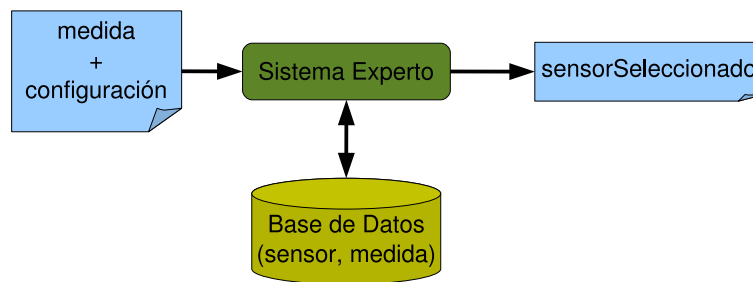 medida
+
configuración
Sistema Experto
sensorSeleccionado
Base de Datos
(sensor, medida)